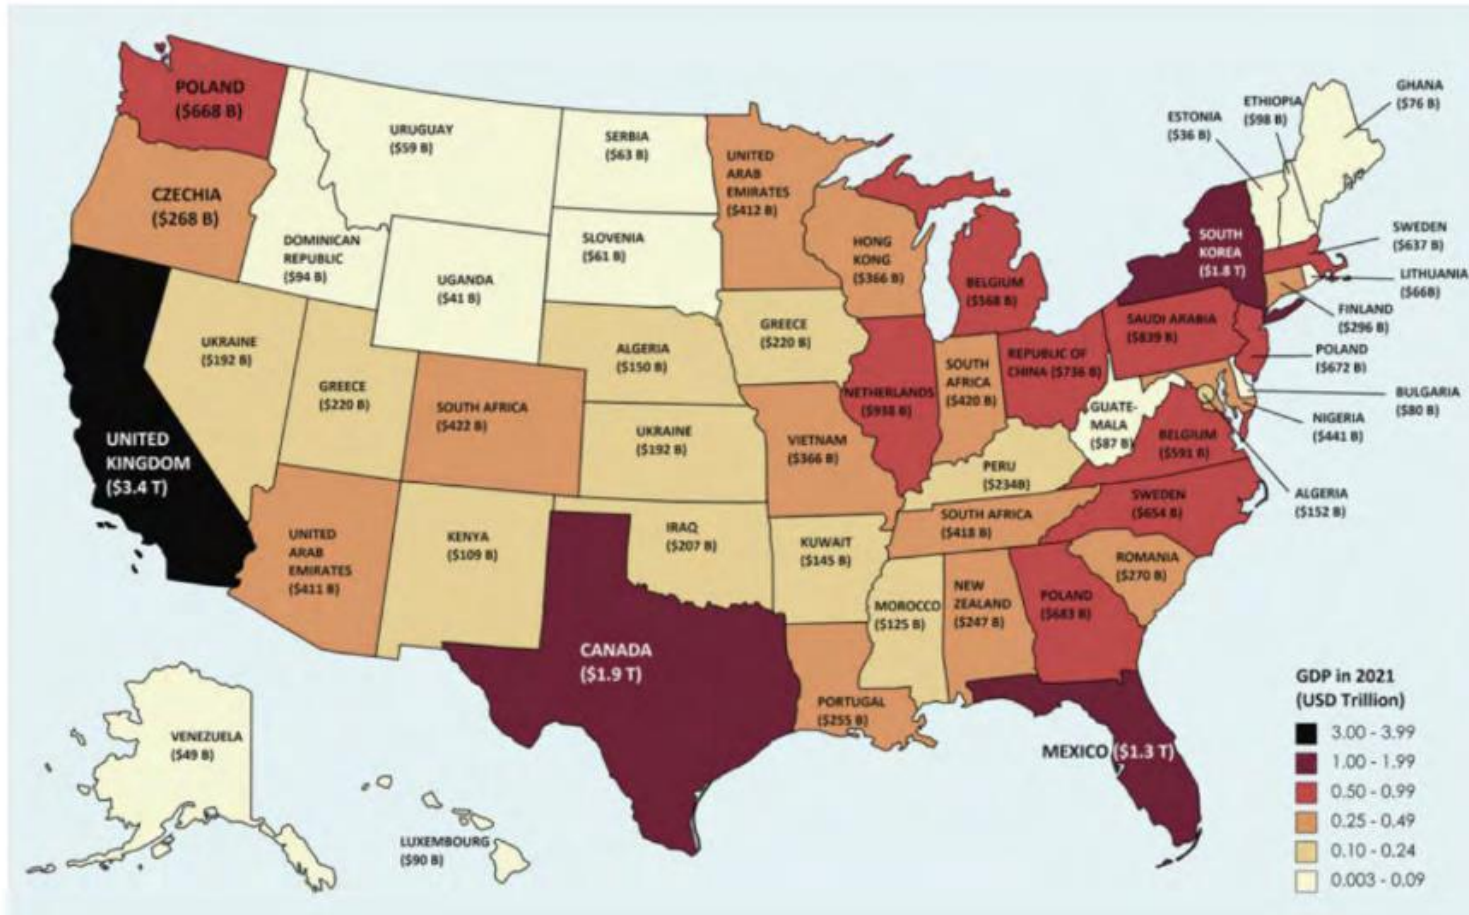 POLAND
($668 B)
CZECHIA
($268 B)
URUGUAY
($59 B)
SERBIA
($63 B)
UNITED
ARAB
EMIRATES
($412 B)
DOMINICAN
REPUBLIC
($94 B)
UGANDA
($41 B)
SLOVENIA
($61 B)
HONG
KONG
($366 B)
BELGIUM
($568 B)
ESTONIA
($36 B)
ETHIOPIA
($98 B)
GHANA
($76 B)
SOUTH
KOREA
($1.8 T)
SWEDEN
($637 B)
LITHUANIA
($66B)
FINLAND
($296 B)
POLAND
($672 B)
BULGARIA
($80 B)
NIGERIA
($441 B)
ALGERIA
($152 B)
UKRAINE
($192 B)
GREECE
($220 B)
SOUTH AFRICA
($422 B)
ALGERIA
($150 B)
UKRAINE
($192 B)
GREECE
($220 B)
VIETNAM
($366 B)
NETHERLANDS
($938 B)
SOUTH
AFRICA
($420 B)
REPUBLIC OF
CHINA ($736 B)
SAUDI ARABIA
($839 B)
GUATE-
MALA
($87 B)
BELGIUM
($591 B)
PERU
($234B)
SWEDEN
($654 B)
SOUTH AFRICA
($418 B)
ROMANIA
($270 B)
UNITED
KINGDOM
($3.4 T)
UNITED
ARAB
EMIRATES
($411 B)
KENYA
($109 B)
IRAQ
($207 B)
KUWAIT
($145 B)
MOROCCO
($125 B)
NEW
ZEALAND
($247 B)
POLAND
($683 B)
CANADA
($1.9 T)
PORTUGAL
($255 B)
MEXICO ($1.3 T)
VENEZUELA
($49 B)
LUXEMBOURG
($90 B)
GDP in 2021
(USD Trillion)
3.00 - 3.99
1.00 - 1.99
0.50 - 0.99
0.25 - 0.49
0.10 - 0.24
0.003 - 0.09